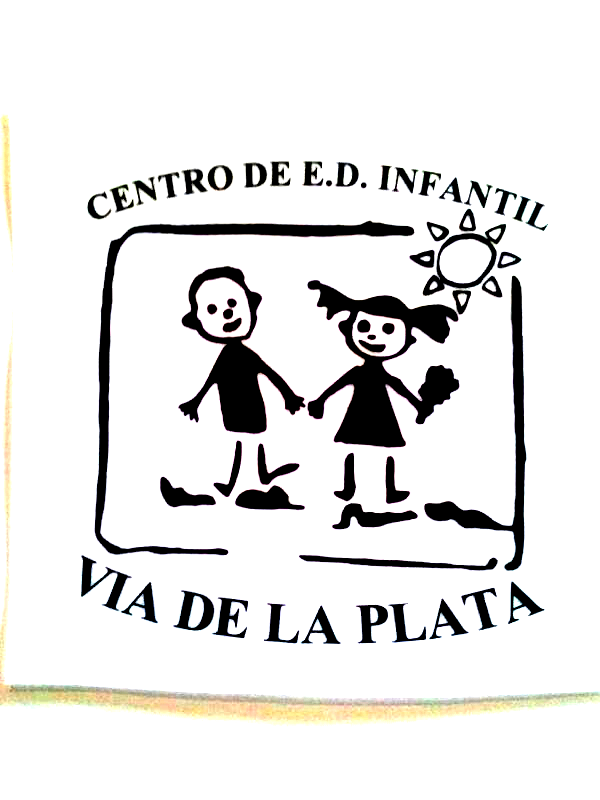 CENTRO DE E.D. INFANTIL
VIA DE LA PLATA